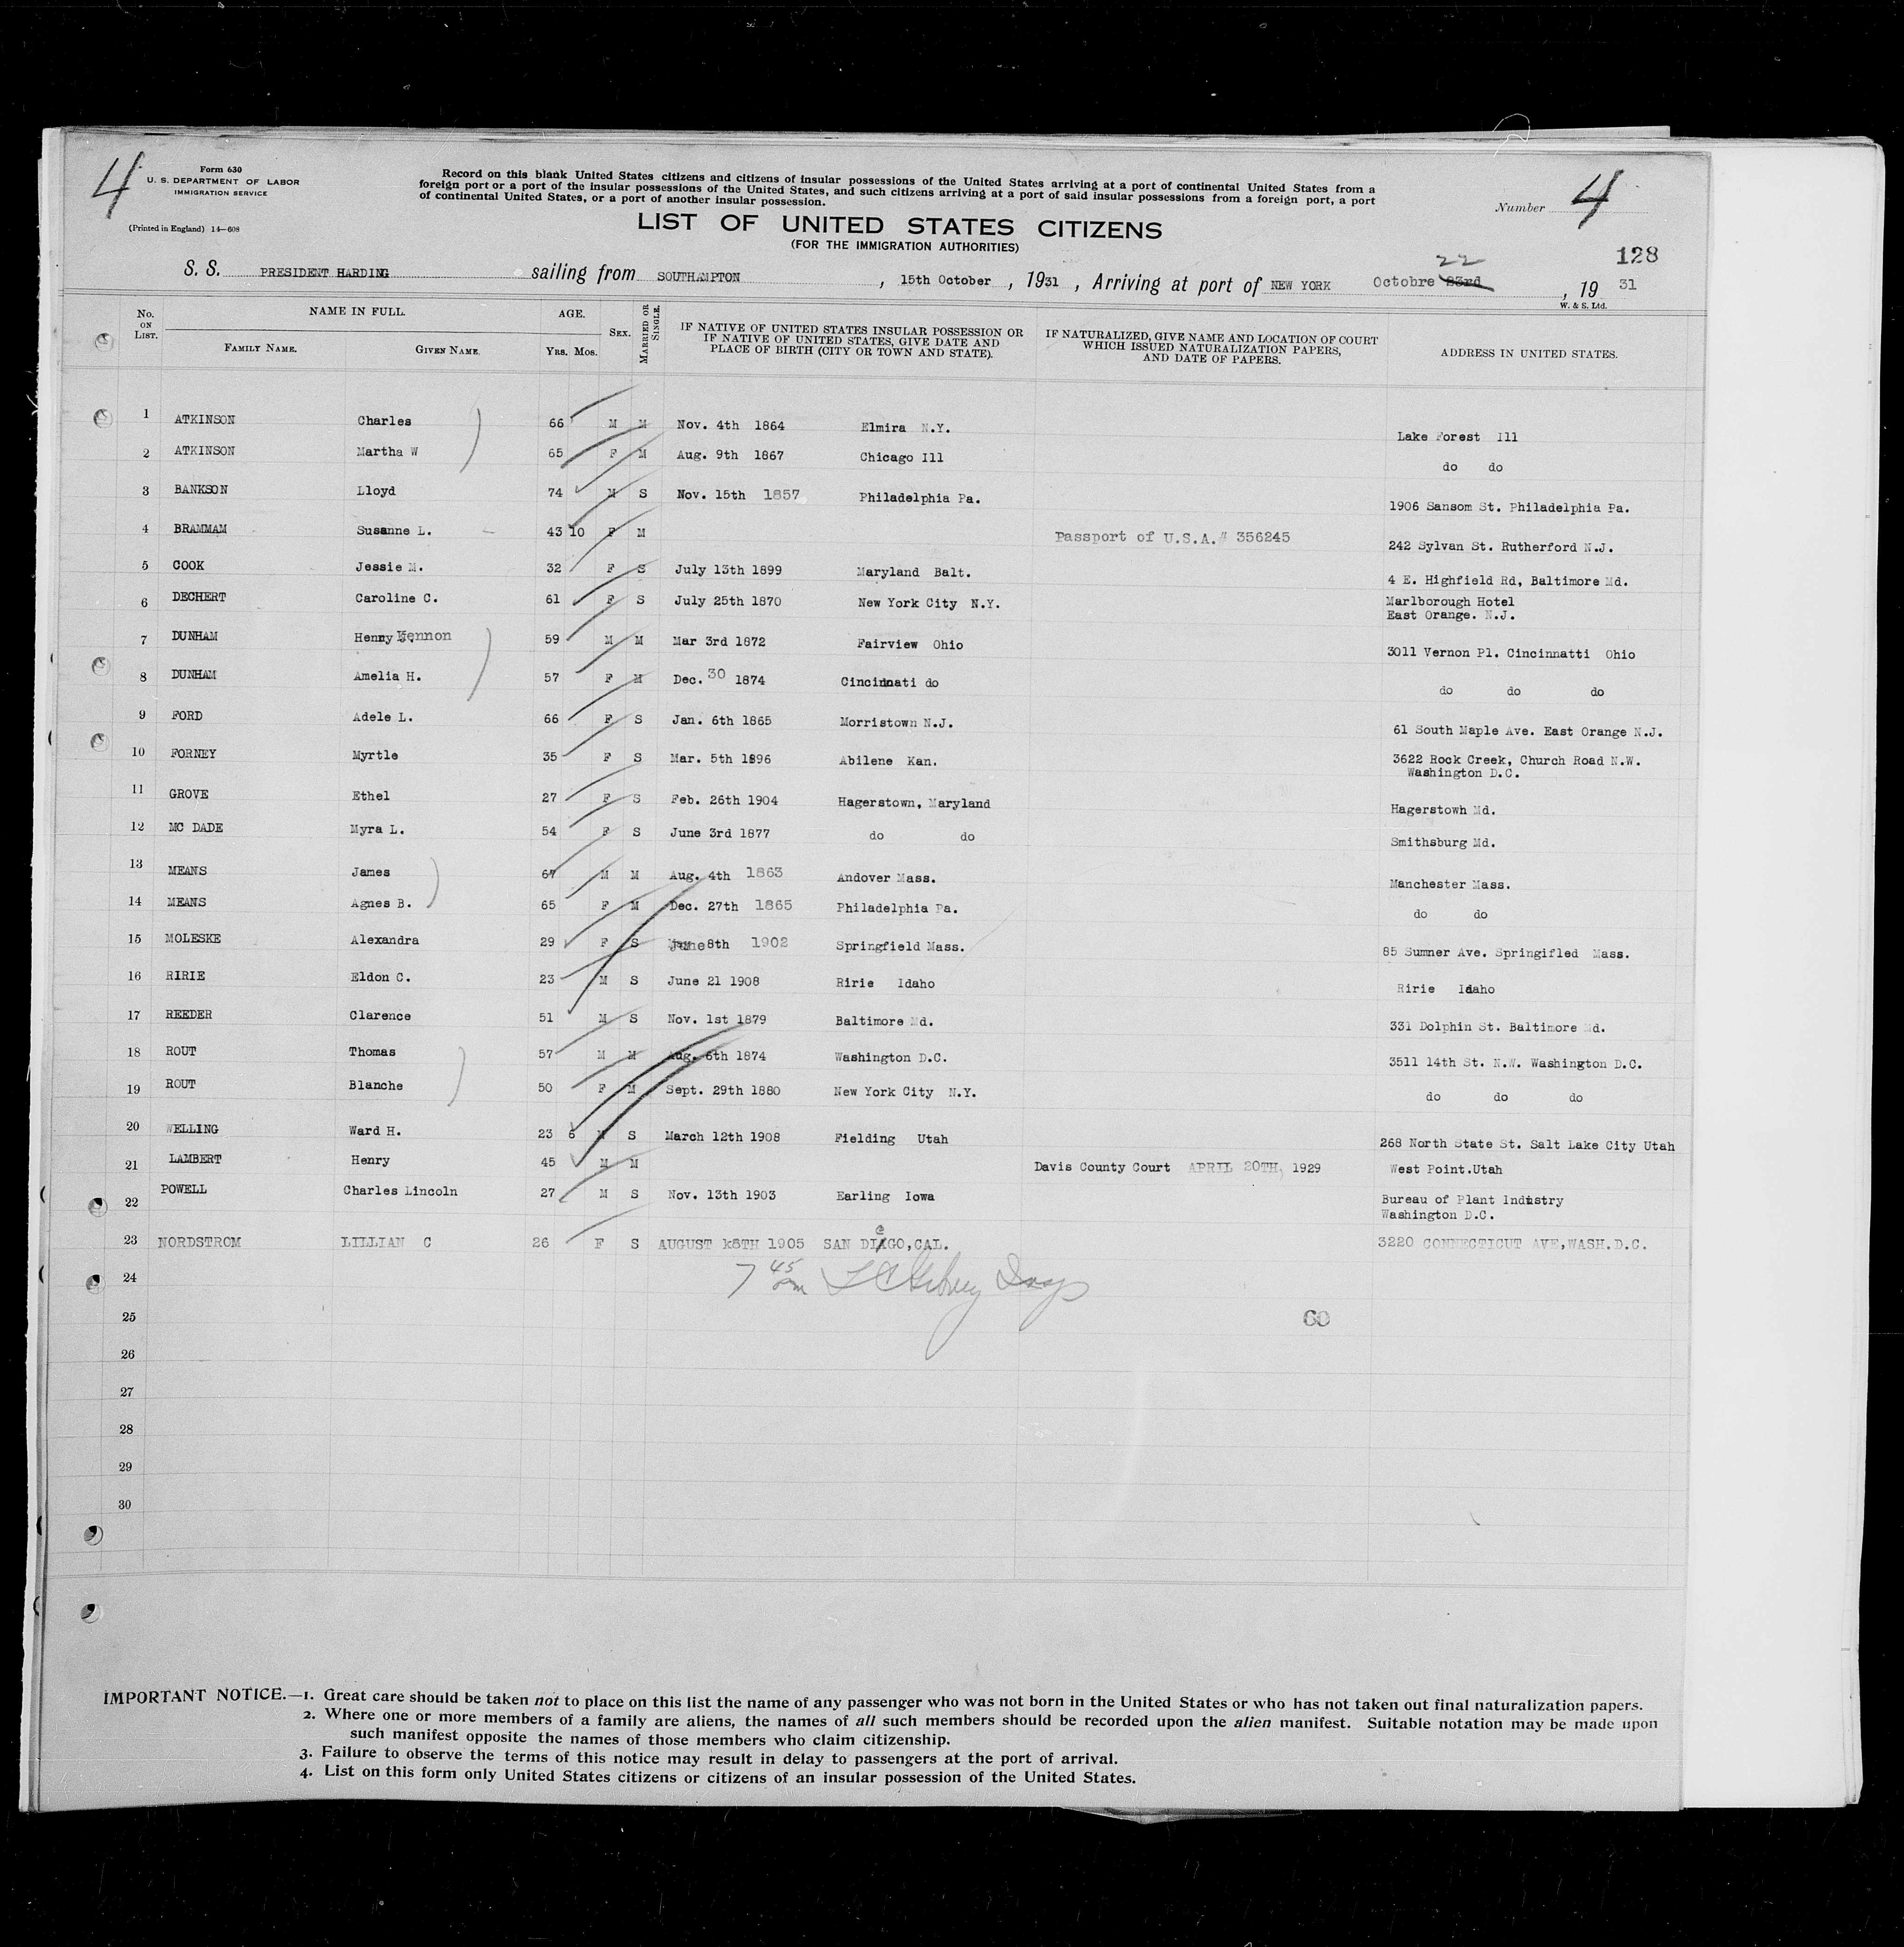 4
Form 630
U. S. DEPARTMENT OF LABOR
IMMIGRATION SERVICE
(Printed in England) 14—608
Record on this blank United States citizens and citizens of insular possessions of the United States arriving at a port of continental United States from a
foreign port or a port of the insular possessions of the United States, and such citizens arriving at a port of said insular possessions from a foreign port, a port
of continental United States, or a port of another insular possession.
Number 4
LIST OF UNITED STATES CITIZENS
(FOR THE IMMIGRATION AUTHORITIES)
128
S. S. PRESIDENT HARDING sailing from SOUTHAMPTON, 15th October, 1931, Arriving at port of NEW YORK Octobre 23rd 22, 19 31
W. & S. Ltd.
No. ON LIST. NAME IN FULL. FAMILY NAME. GIVEN NAME. AGE. YRS. MOS. SEX. MARRIED OR SINGLE. IF NATIVE OF UNITED STATES INSULAR POSSESSION OR IF NATIVE OF UNITED STATES, GIVE DATE AND PLACE OF BIRTH (CITY OR TOWN AND STATE). IF NATURALIZED, GIVE NAME AND LOCATION OF COURT WHICH ISSUED NATURALIZATION PAPERS, AND DATE OF PAPERS. ADDRESS IN UNITED STATES.
1 ATKINSON Charles 66 M M Nov. 4th 1864 Elmira N.Y. Lake Forest Ill
2 ATKINSON Martha W 65 F M Aug. 9th 1867 Chicago Ill do do
3 BANKSON Lloyd 74 M S Nov. 15th 1857 Philadelphia Pa. 1906 Sansom St. Philadelphia Pa.
4 BRAMMAM Susanne L. 43 10 F M Passport of U.S.A.# 356245 242 Sylvan St. Rutherford N.J.
5 COOK Jessie M. 32 F S July 13th 1899 Maryland Balt. 4 E. Highfield Rd, Baltimore Md.
6 DECHERT Caroline C. 61 F S July 25th 1870 New York City N.Y. Marlborough Hotel
East Orange. N.J.
7 DUNHAM Henry Kennon 59 M M Mar 3rd 1872 Fairview Ohio 3011 Vernon Pl. Cincinnatti Ohio
8 DUNHAM Amelia H. 57 F M Dec. 30 1874 Cincinnati do do do do
9 FORD Adele L. 66 F S Jan. 6th 1865 Morristown N.J. 61 South Maple Ave. East Orange N.J.
10 FORNEY Myrtle 35 F S Mar. 5th 1896 Abilene Kan. 3622 Rock Creek, Church Road N.W.
Washington D.C.
11 GROVE Ethel 27 F S Feb. 26th 1904 Hagerstown, Maryland Hagerstowh Md.
12 MC DADE Myra L. 54 F S June 3rd 1877 do do Smithsburg Md.
13 MEANS James 67 M M Aug. 4th 1863 Andover Mass. Manchester Mass.
14 MEANS Agnes B. 65 F M Dec. 27th 1865 Philadelphia Pa. do do
15 MOLESKE Alexandra 29 F S June 8th 1902 Springfield Mass. 85 Sumner Ave. Springifled Mass.
16 RIRIE Eldon C. 23 M S June 21 1908 Ririe Idaho Ririe Idaho
17 REEDER Clarence 51 M S Nov. 1st 1879 Baltimore Md. 331 Dolphin St. Baltimore Md.
18 ROUT Thomas 57 M M Aug. 6th 1874 Washington D.C. 3511 14th St. N.W. Washington D.C.
19 ROUT Blanche 50 F M Sept. 29th 1880 New York City N.Y. do do do
20 WELLING Ward H. 23 6 M S March 12th 1908 Fielding Utah 268 North State St. Salt Lake City Utah
21 LAMBERT Henry 45 M M Davis County Court APRIL 20TH, 1929 West Point.Utah
22 POWELL Charles Lincoln 27 M S Nov. 13th 1903 Earling Iowa Bureau of Plant Industry
Washington D.C.
23 NORDSTROM LILLIAN C 26 F S AUGUST k8TH 1905 SAN DIEGO,CAL. 3220 CONNECTICUT AVE,WASH.D.C.
24 7 45 pm
25 60
26
27
28
29
30
IMPORTANT NOTICE.—1. Great care should be taken not to place on this list the name of any passenger who was not born in the United States or who has not taken out final naturalization papers.
2. Where one or more members of a family are aliens, the names of all such members should be recorded upon the alien manifest. Suitable notation may be made upon
such manifest opposite the names of those members who claim citizenship.
3. Failure to observe the terms of this notice may result in delay to passengers at the port of arrival.
4. List on this form only United States citizens or citizens of an insular possession of the United States.